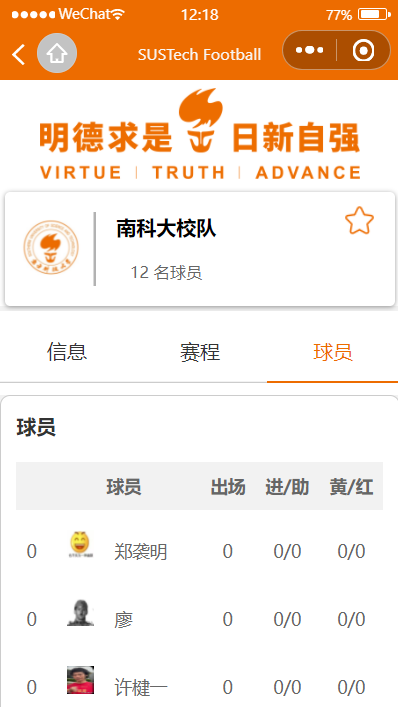 WeChat 12:18 77%
SUSTech Football
明德求是 日新自强
VIRTUE | TRUTH | ADVANCE
南科大校队
12 名球员
信息 赛程 球员
球员
球员 出场 进/助 黄/红
0 郑袭明 0 0/0 0/0
0 廖 0 0/0 0/0
0 许楗一 0 0/0 0/0